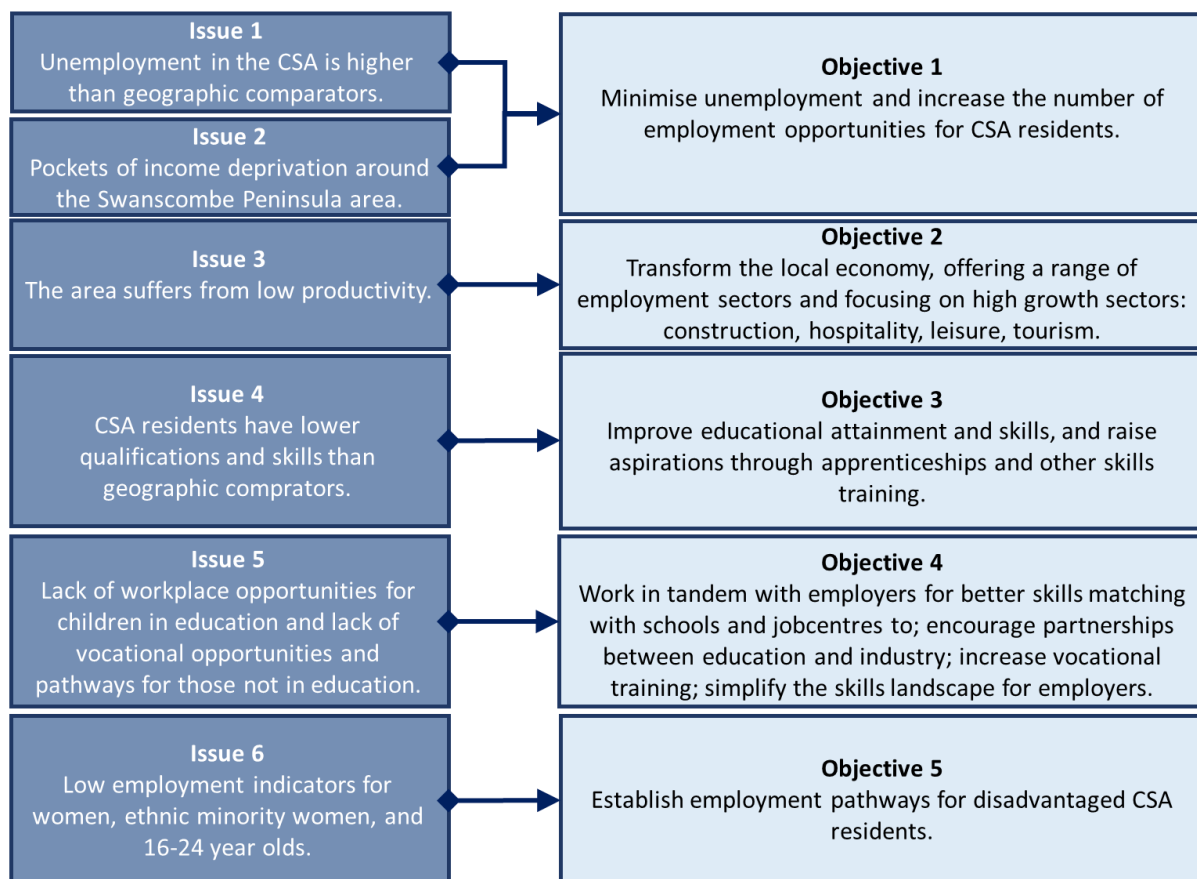 Issue 1
Unemployment in the CSA is higher
than geographic comparators.
Issue 2
Pockets of income deprivation around
the Swanscombe Peninsula area.
Objective 1
Minimise unemployment and increase the number of
employment opportunities for CSA residents.
Issue 3
The area suffers from low productivity.
Objective 2
Transform the local economy, offering a range of
employment sectors and focusing on high growth sectors:
construction, hospitality, leisure, tourism.
Issue 4
CSA residents have lower
qualifications and skills than
geographic comprators.
Objective 3
Improve educational attainment and skills, and raise
aspirations through apprenticeships and other skills
training.
Issue 5
Lack of workplace opportunities for
children in education and lack of
vocational opportunities and
pathways for those not in education.
Objective 4
Work in tandem with employers for better skills matching
with schools and jobcentres to; encourage partnerships
between education and industry; increase vocational
training; simplify the skills landscape for employers.
Issue 6
Low employment indicators for
women, ethnic minority women, and
16-24 year olds.
Objective 5
Establish employment pathways for disadvantaged CSA
residents.